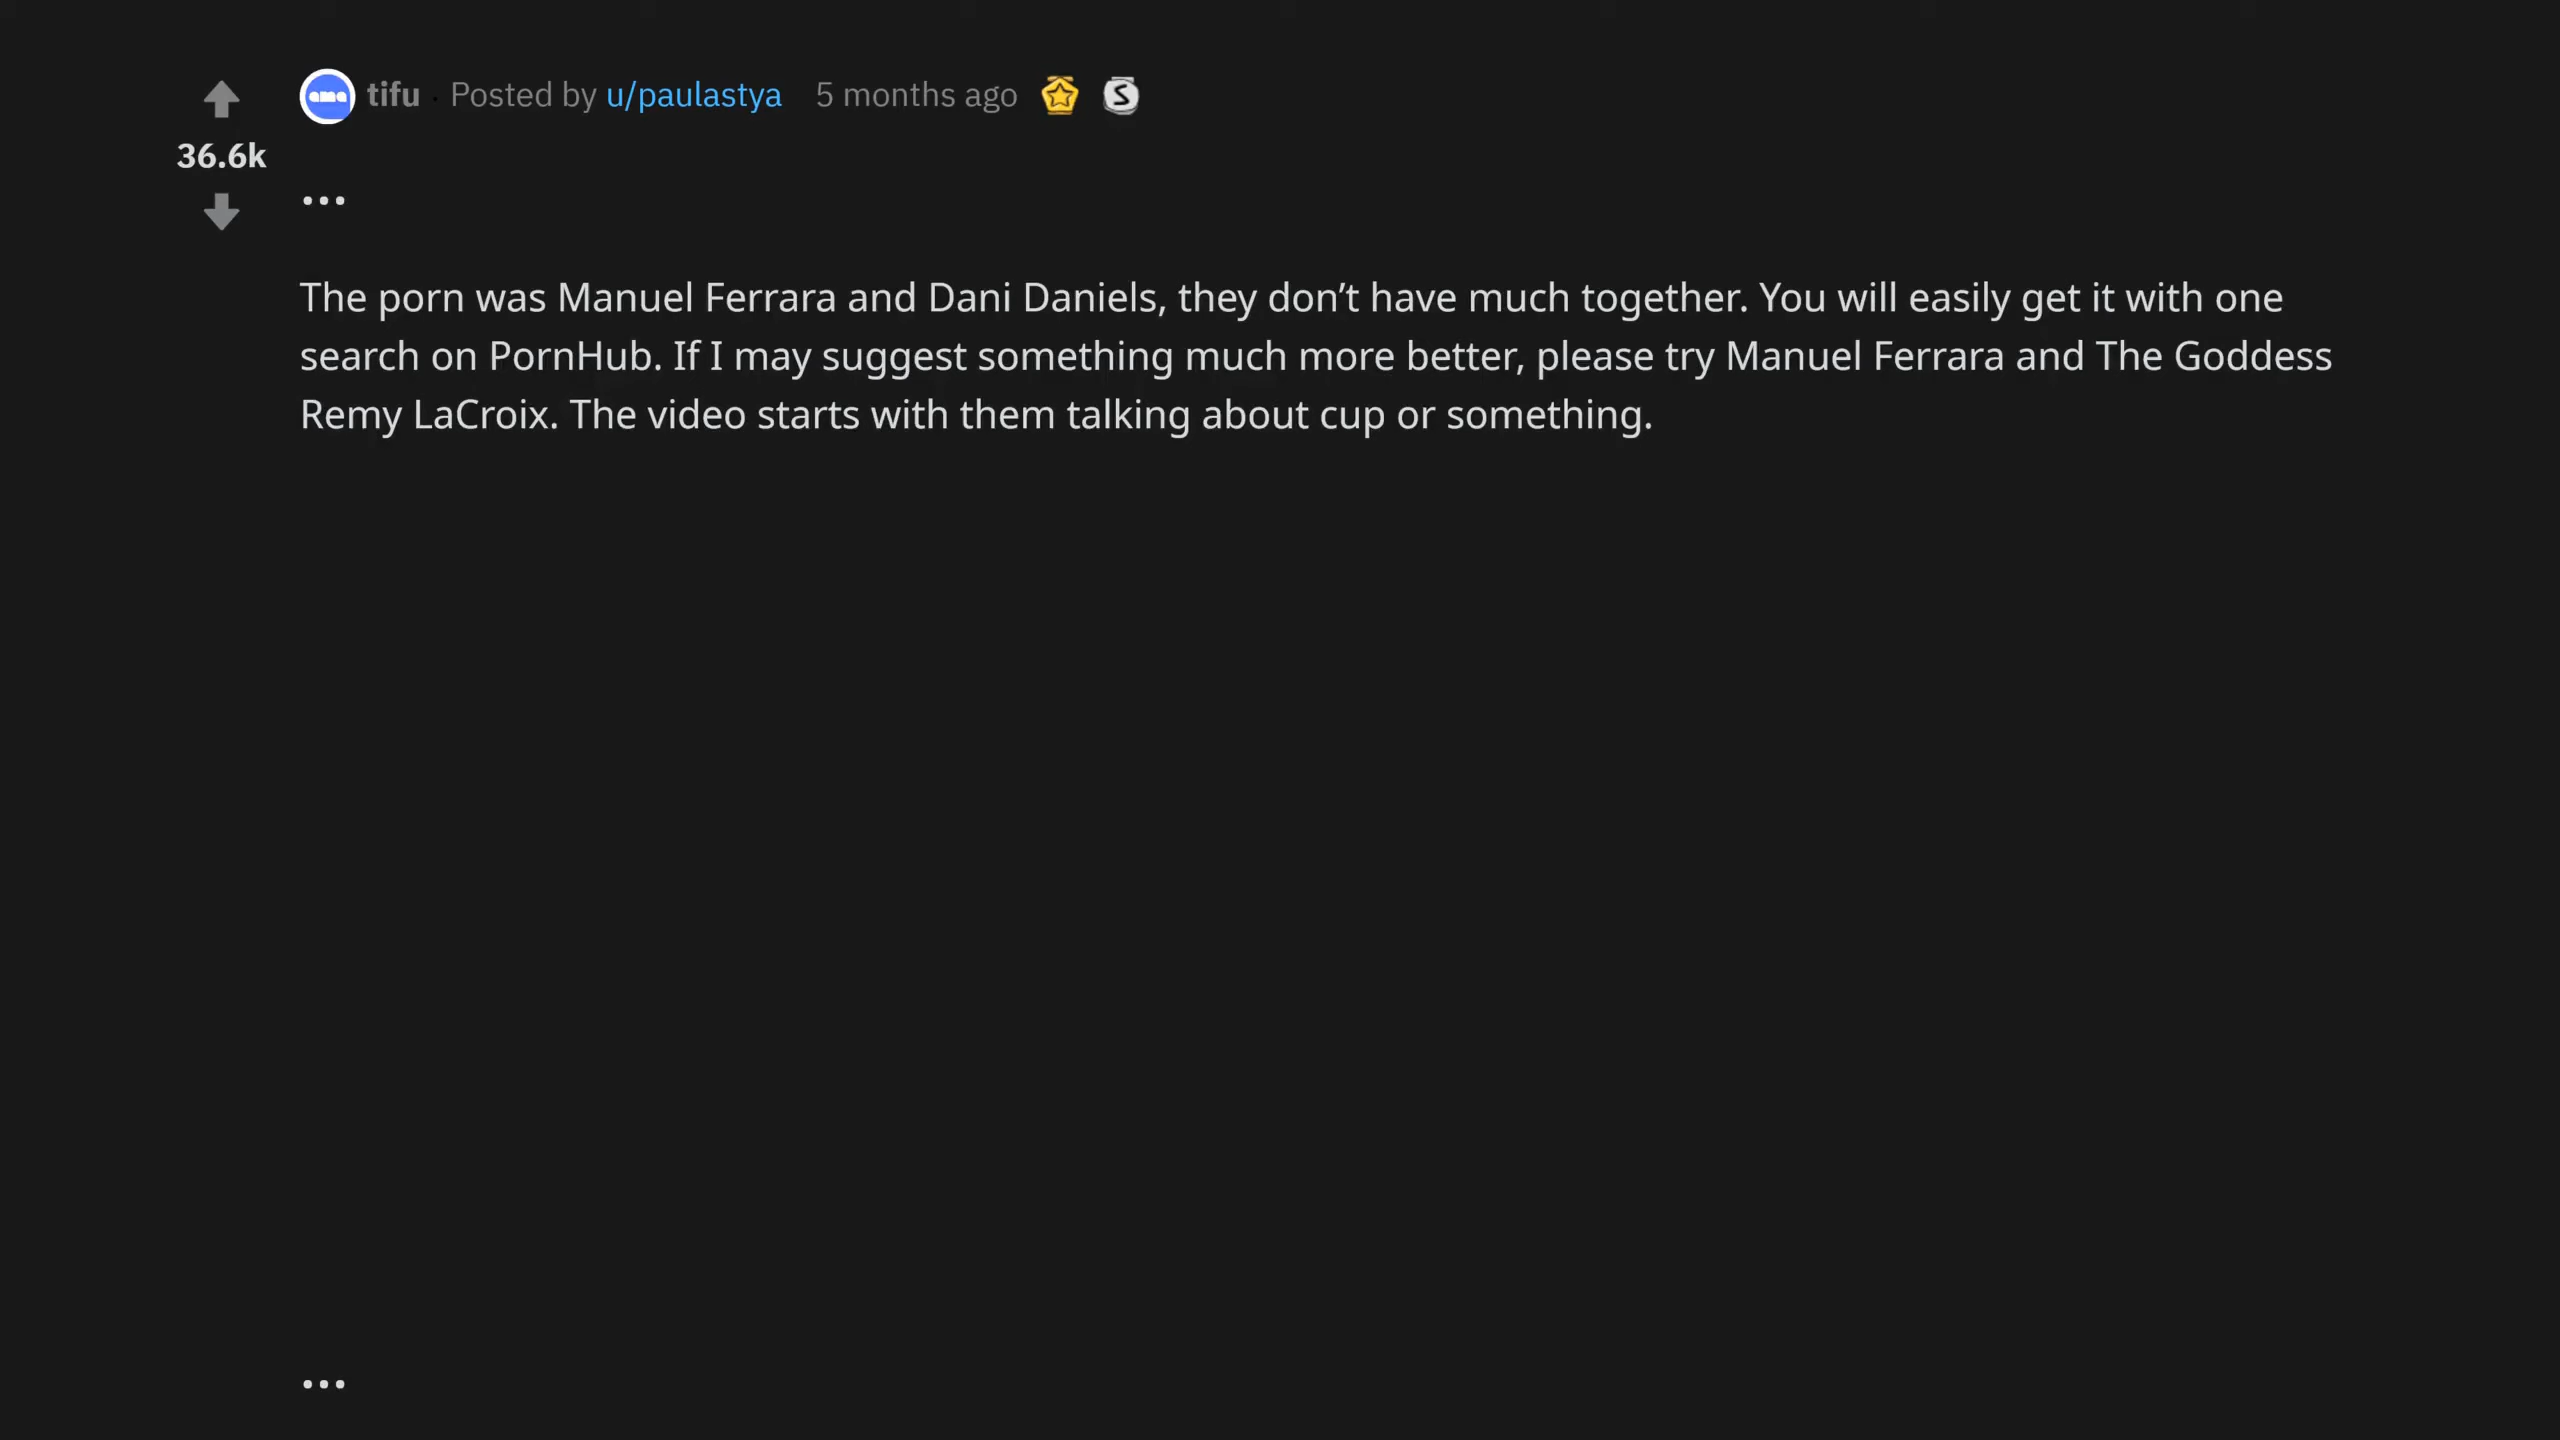 ama tifu · Posted by u/paulastya 5 months ago S
36.6k
...
The porn was Manuel Ferrara and Dani Daniels, they don’t have much together. You will easily get it with one
search on PornHub. If I may suggest something much more better, please try Manuel Ferrara and The Goddess
Remy LaCroix. The video starts with them talking about cup or something.
...